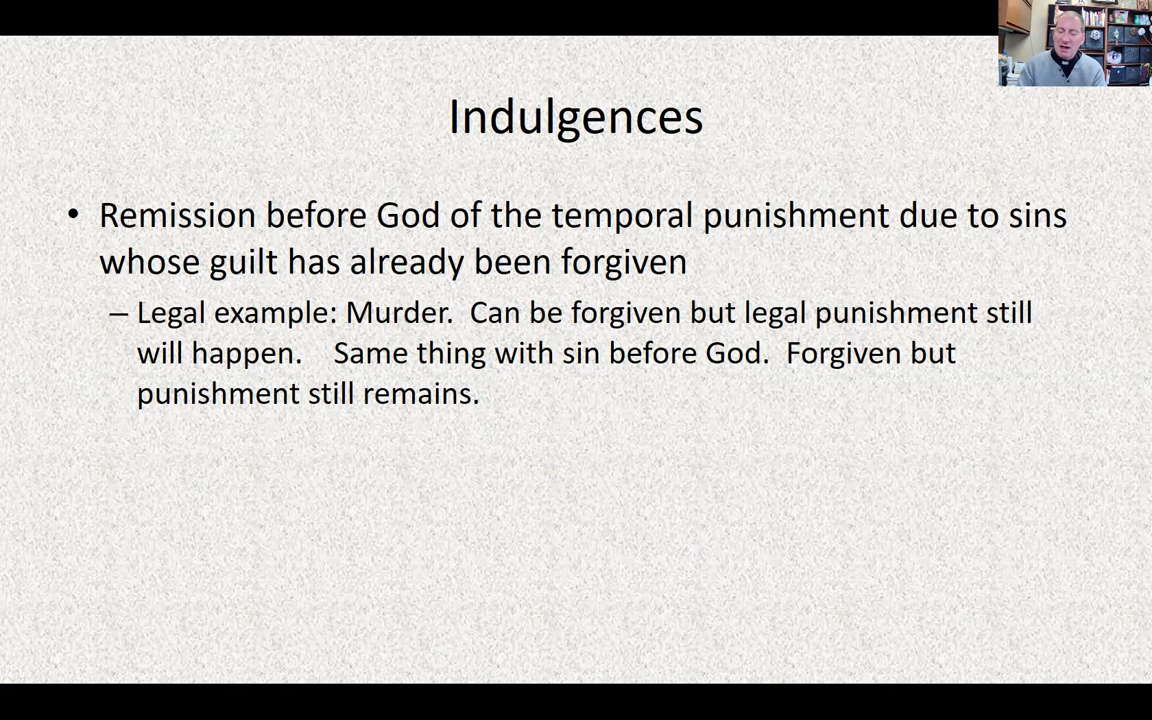 Indulgences
• Remission before God of the temporal punishment due to sins
whose guilt has already been forgiven
– Legal example: Murder.  Can be forgiven but legal punishment still
will happen.    Same thing with sin before God.  Forgiven but
punishment still remains.